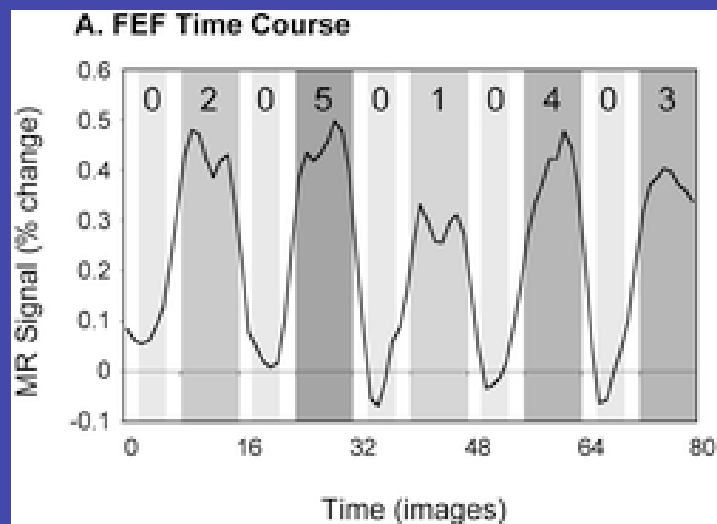 A. FEF Time Course
MR Signal (% change)
0.6
0.5
0.4
0.3
0.2
0.1
0
-0.1
0 2 0 5 0 1 0 4 0 3
0 16 32 48 64 80
Time (images)